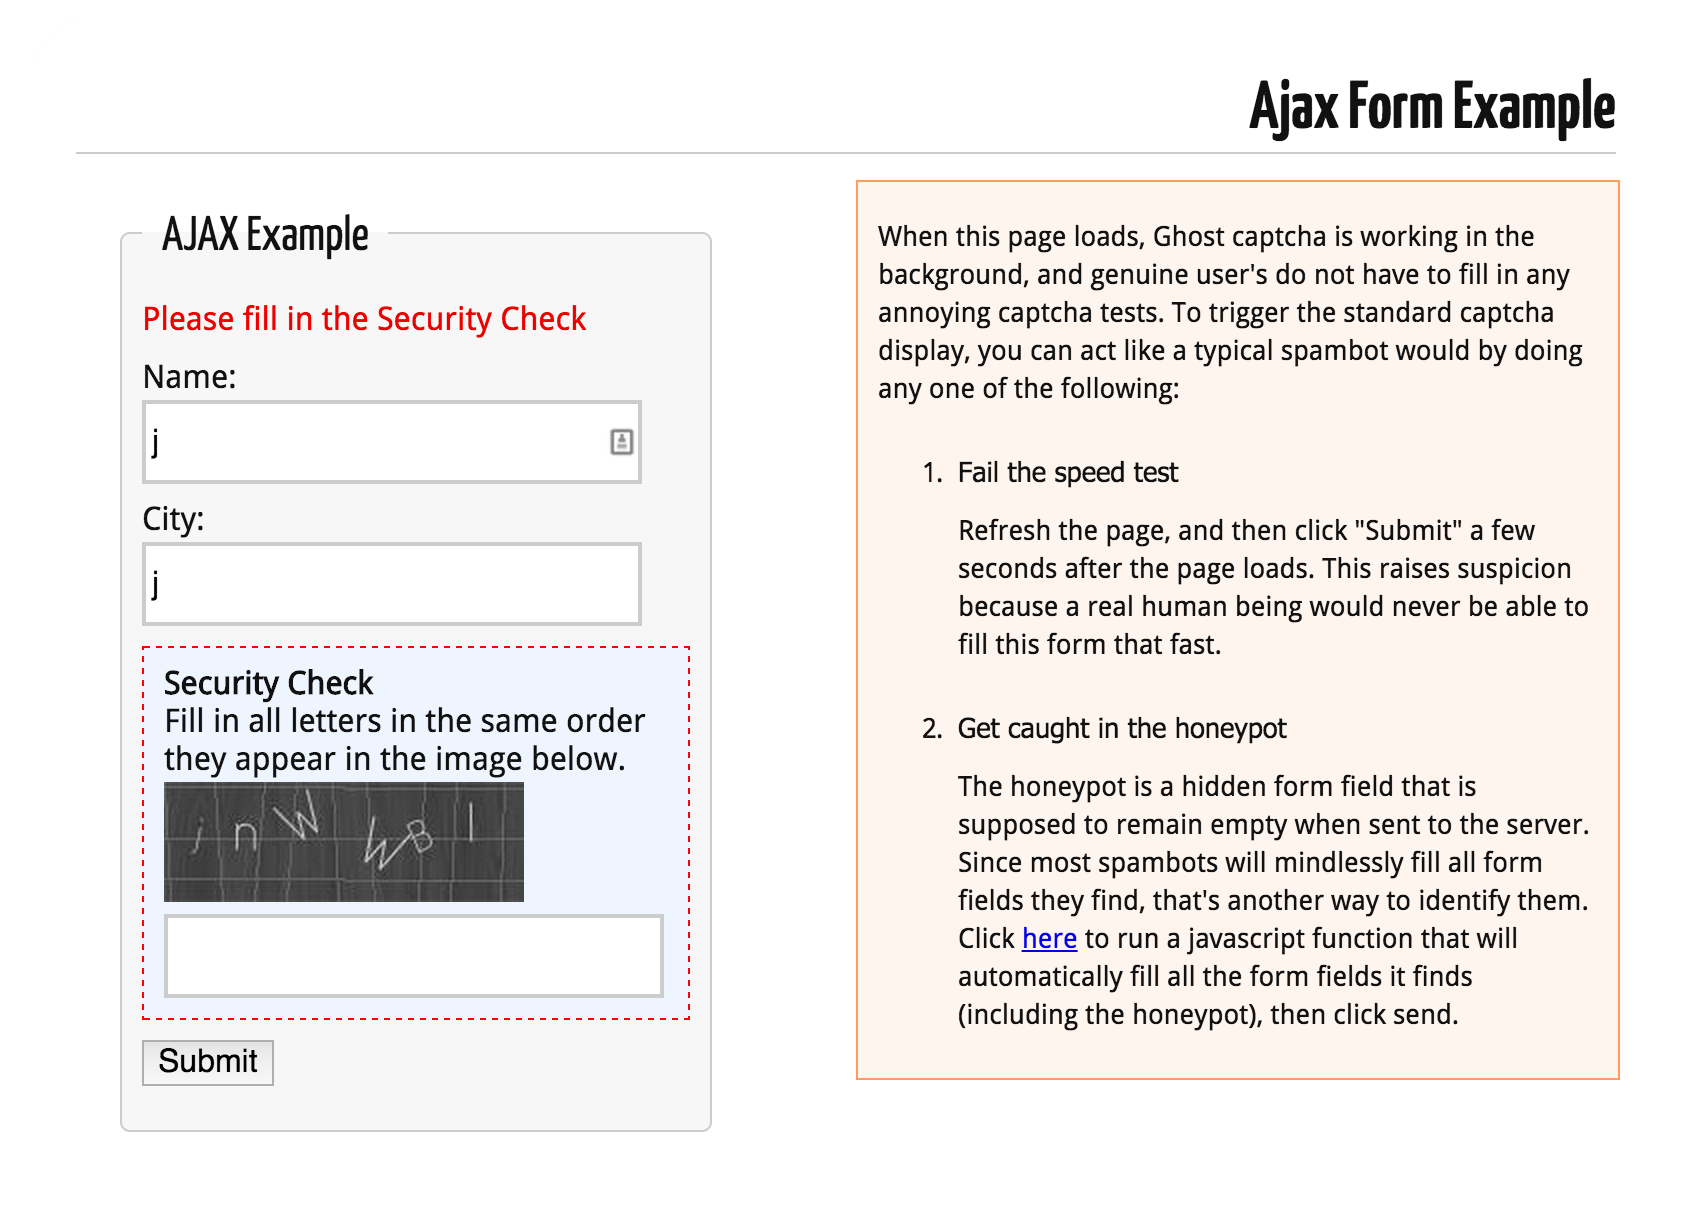 Ajax Form Example
AJAX Example
Please fill in the Security Check
Name:
j
City:
j
Security Check
Fill in all letters in the same order
they appear in the image below.
Submit
When this page loads, Ghost captcha is working in the
background, and genuine user's do not have to fill in any
annoying captcha tests. To trigger the standard captcha
display, you can act like a typical spambot would by doing
any one of the following:
1. Fail the speed test
Refresh the page, and then click "Submit" a few
seconds after the page loads. This raises suspicion
because a real human being would never be able to
fill this form that fast.
2. Get caught in the honeypot
The honeypot is a hidden form field that is
supposed to remain empty when sent to the server.
Since most spambots will mindlessly fill all form
fields they find, that's another way to identify them.
Click here to run a javascript function that will
automatically fill all the form fields it finds
(including the honeypot), then click send.